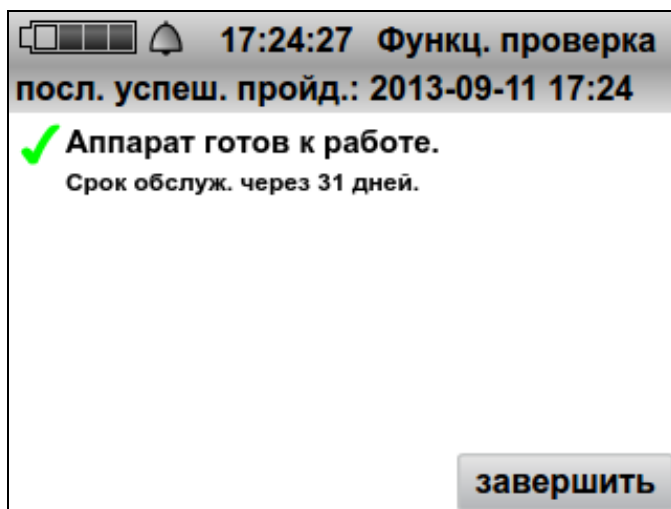 17:24:27 Функц. проверка
посл. успеш. пройд.: 2013-09-11 17:24
Аппарат готов к работе.
Срок обслуж. через 31 дней.
завершить